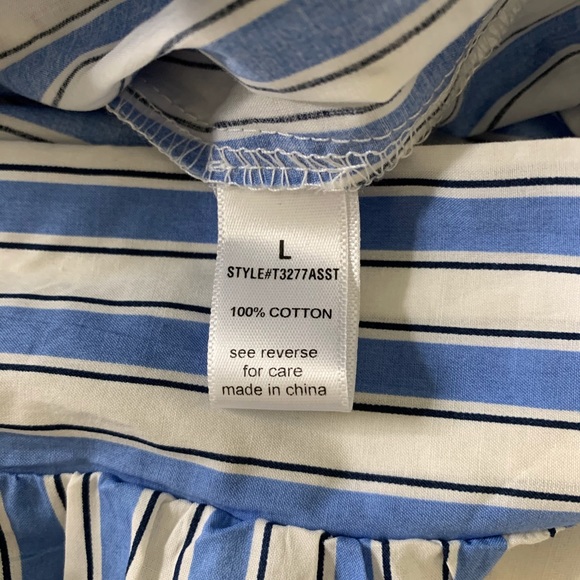 L
STYLE#T3277ASST
100% COTTON
see reverse
for care
made in china